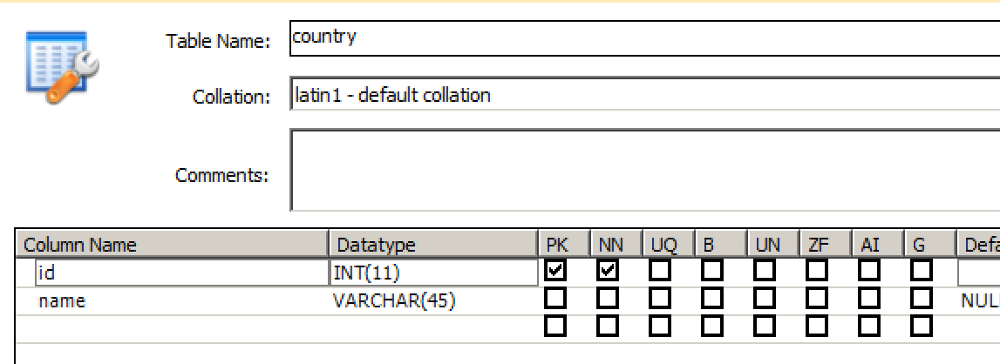 Table Name: country
Collation: latin1 - default collation
Comments:
Column Name Datatype PK NN UQ B UN ZF AI G Defa
id INT(11)
name VARCHAR(45) NULL